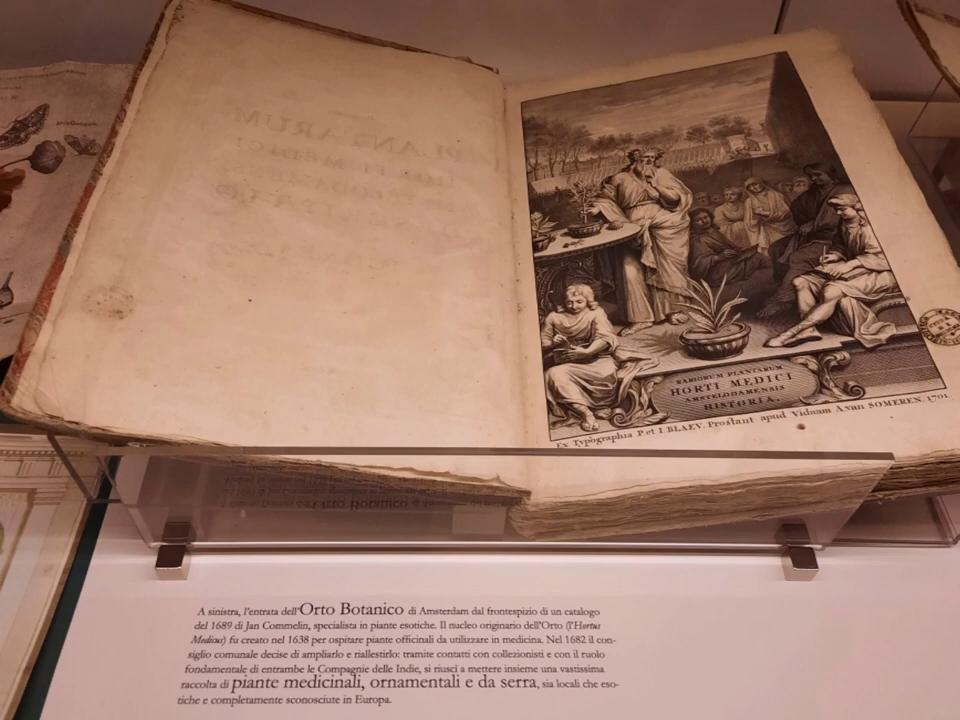 PLANTARUM
MEDICI
RARIORUM PLANTARUM
HORTI MEDICI
AMSTELODAMENSIS
HISTORIA.
Ex Typographia P. et I BLAEV. Prostant apud Viduam A.van SOMEREN. 1701.
A sinistra, l'entrata dell'Orto Botanico di Amsterdam dal frontespizio di un catalogo
del 1689 di Jan Commelin, specialista in piante esotiche. Il nucleo originario dell'Orto (l'Hortus
Medicus) fu creato nel 1638 per ospitare piante officinali da utilizzare in medicina. Nel 1682 il con-
siglio comunale decise di ampliarlo e riallestirlo: tramite contatti con collezionisti e con il ruolo
fondamentale di entrambe le Compagnie delle Indie, si riuscì a mettere insieme una vastissima
raccolta di piante medicinali, ornamentali e da serra, sia locali che eso-
tiche e completamente sconosciute in Europa.